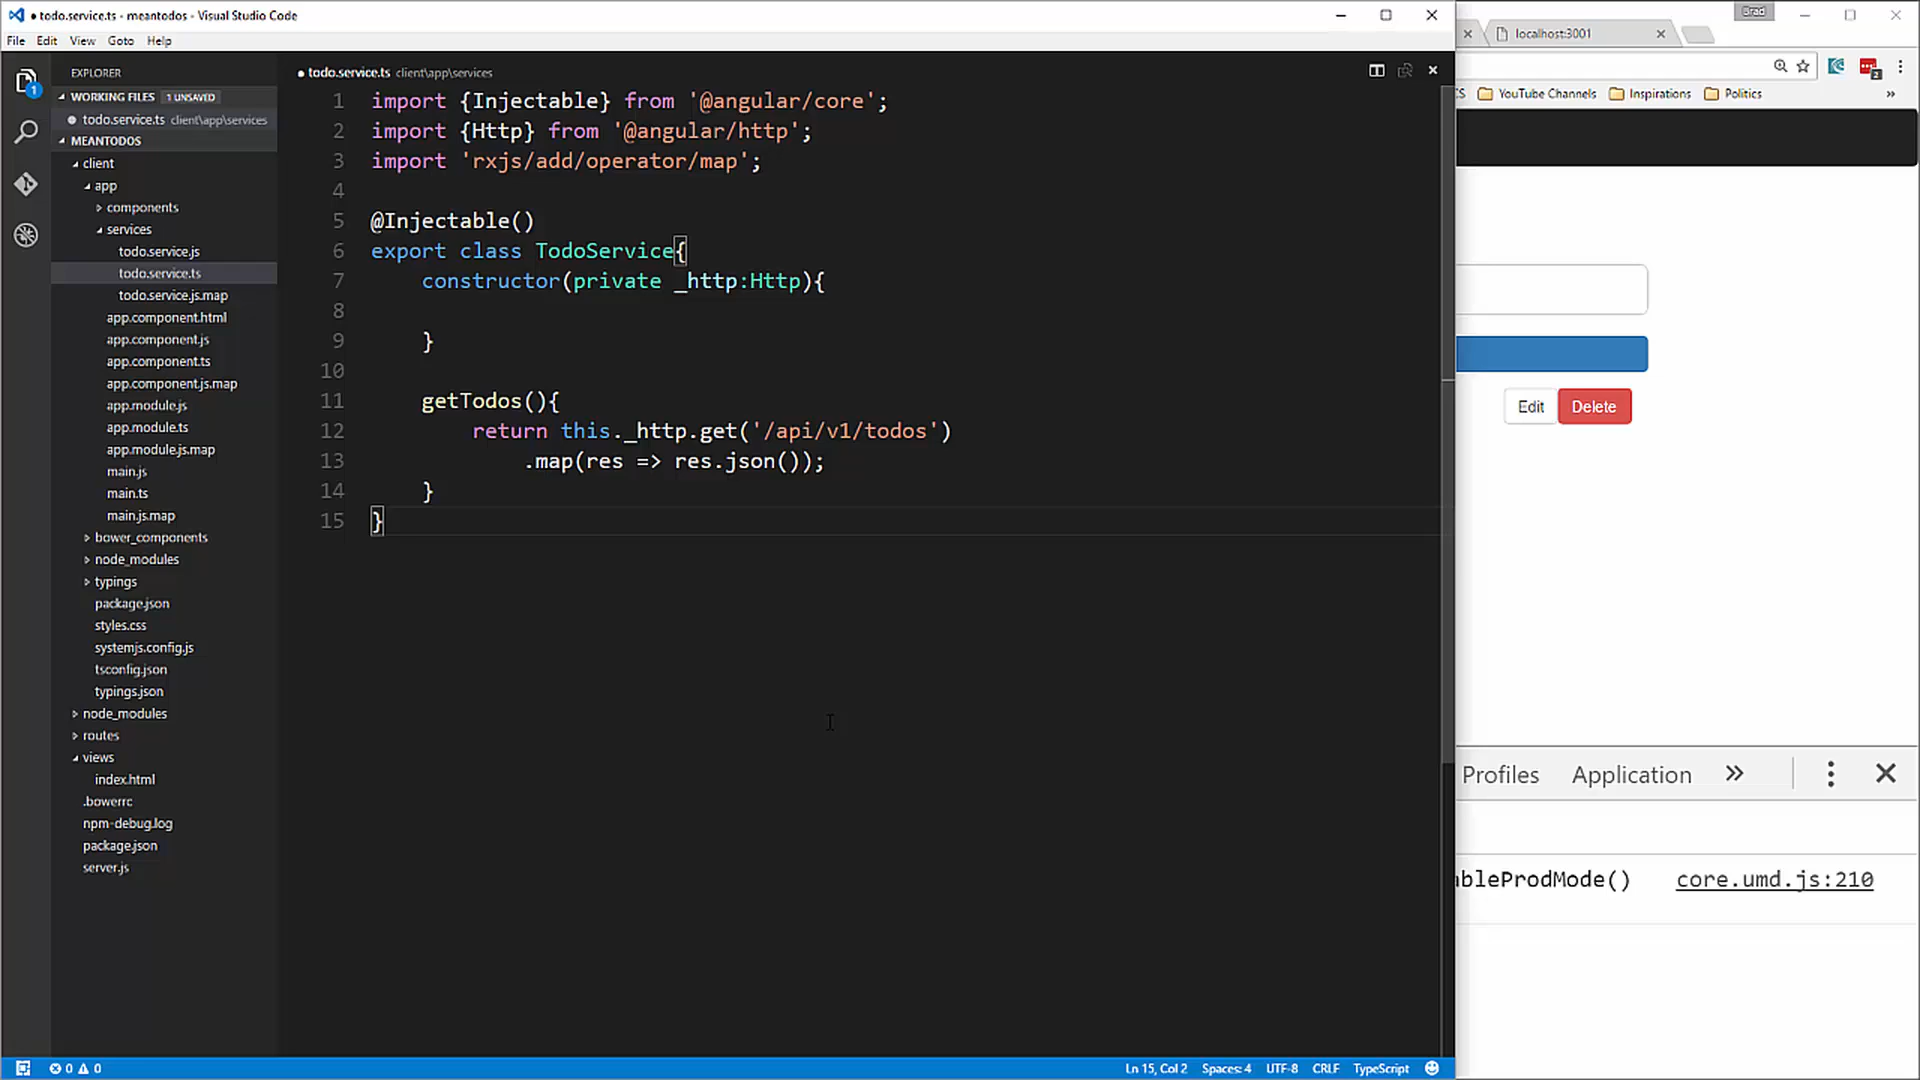 ● todo.service.ts - meantodos - Visual Studio Code
File Edit View Goto Help
EXPLORER
WORKING FILES 1 UNSAVED
todo.service.ts client\app\services
MEANTODOS
client
app
components
services
todo.service.js
todo.service.ts
todo.service.js.map
app.component.html
app.component.js
app.component.ts
app.component.js.map
app.module.js
app.module.ts
app.module.js.map
main.js
main.ts
main.js.map
bower_components
node_modules
typings
package.json
styles.css
systemjs.config.js
tsconfig.json
typings.json
node_modules
routes
views
index.html
.bowerrc
npm-debug.log
package.json
server.js
1
● todo.service.ts client\app\services
1 import {Injectable} from '@angular/core';
2 import {Http} from '@angular/http';
3 import 'rxjs/add/operator/map';
4
5 @Injectable()
6 export class TodoService{
7 constructor(private _http:Http){
8
9 }
10
11 getTodos(){
12 return this._http.get('/api/v1/todos')
13 .map(res => res.json());
14 }
15 }
0 0
Ln 15, Col 2 Spaces: 4 UTF-8 CRLF TypeScript
Brad
localhost:3001
2
CS YouTube Channels Inspirations Politics »
Edit Delete
Profiles Application »
ableProdMode() core.umd.js:210